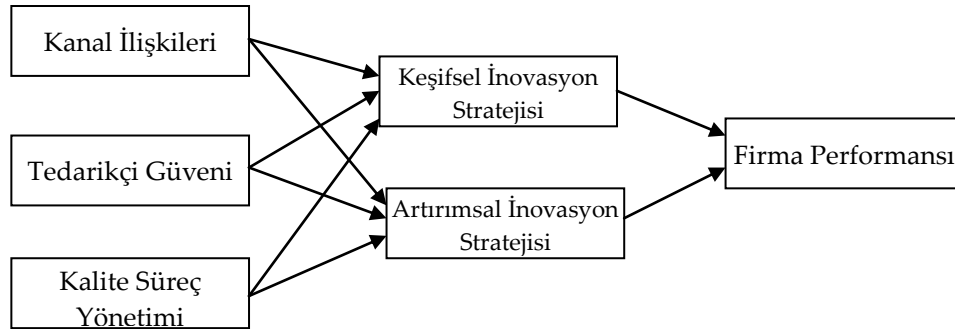 Kanal İlişkileri
Tedarikçi Güveni
Kalite Süreç
Yönetimi
Keşifsel İnovasyon
Stratejisi
Artırımsal İnovasyon
Stratejisi
Firma Performansı